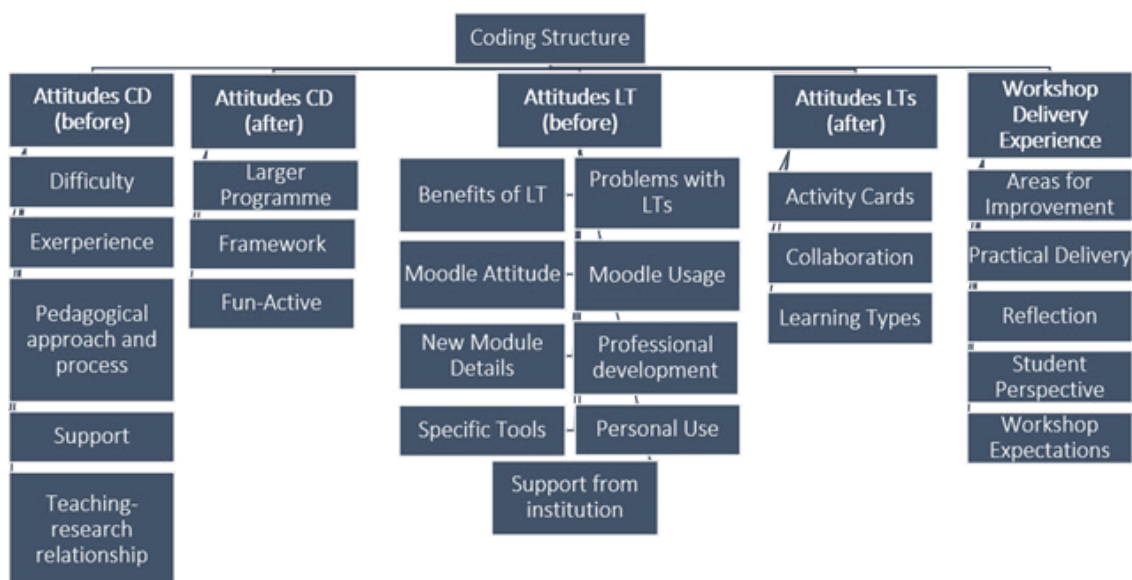 Coding Structure
Attitudes CD
(before)
Difficulty
Exerperience
Pedagogical
approach and
process
Support
Teaching-
research
relationship
Attitudes CD
(after)
Larger
Programme
Framework
Fun-Active
Attitudes LT
(before)
Benefits of LT
Problems with
LTs
Moodle Attitude
Moodle Usage
New Module
Details
Professional
development
Specific Tools
Personal Use
Support from
institution
Attitudes LTs
(after)
Activity Cards
Collaboration
Learning Types
Workshop
Delivery
Experience
Areas for
Improvement
Practical Delivery
Reflection
Student
Perspective
Workshop
Expectations